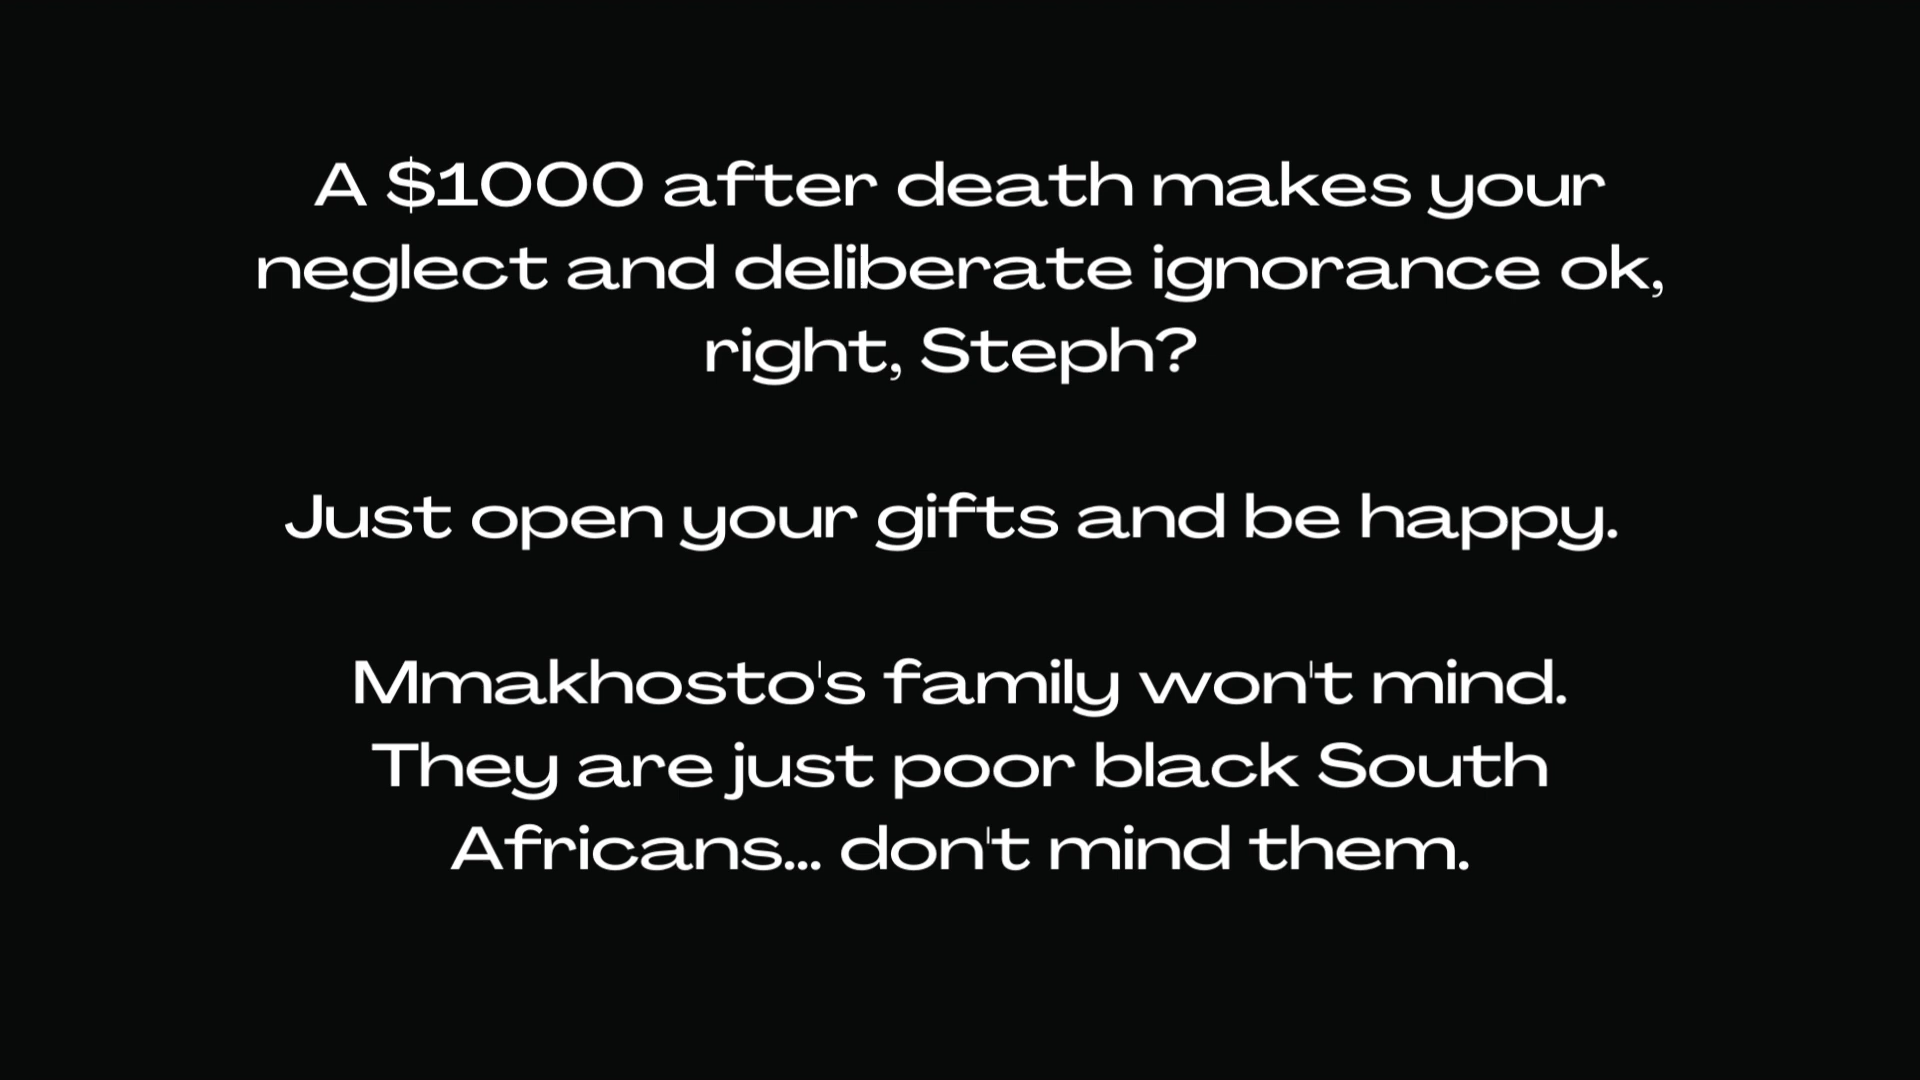 A $1000 after death makes your
neglect and deliberate ignorance ok,
right, Steph?
Just open your gifts and be happy.
Mmakhosto's family won't mind.
They are just poor black South
Africans... don't mind them.